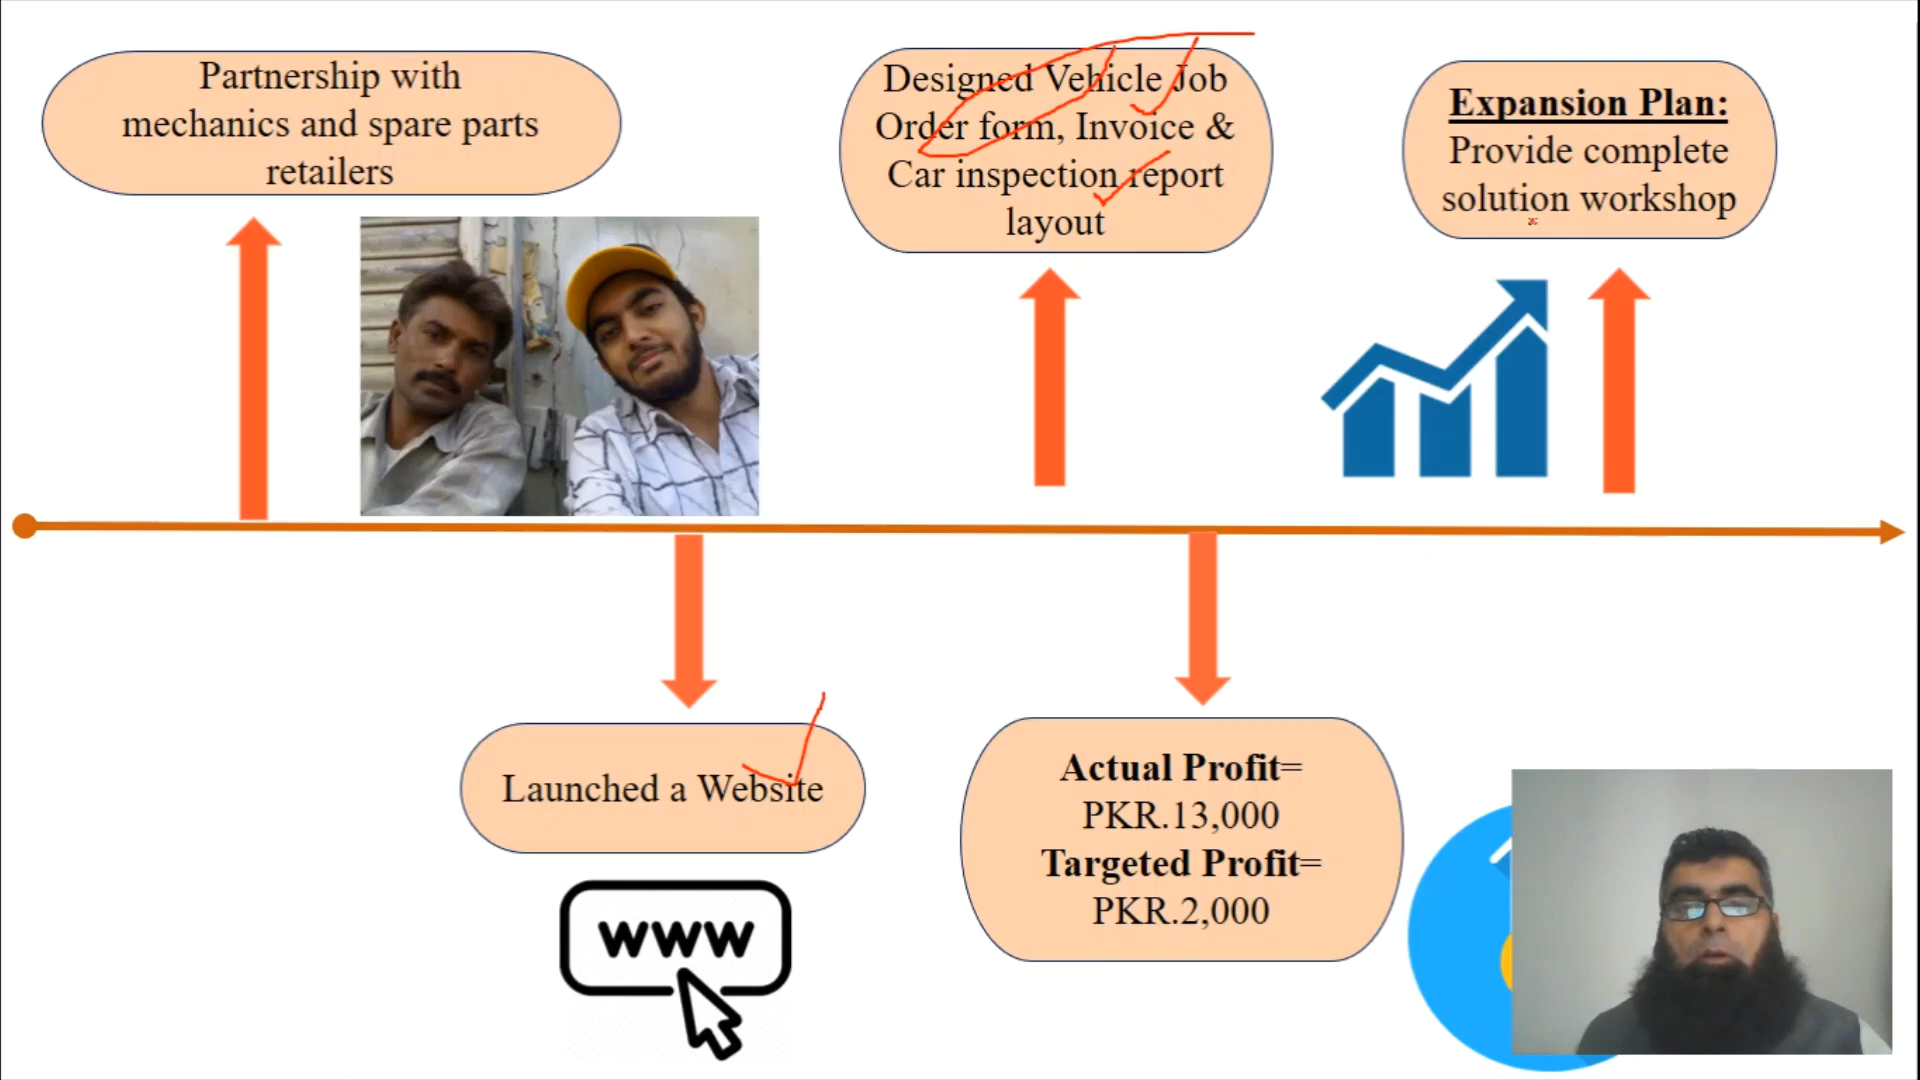 Partnership with
mechanics and spare parts
retailers
Designed Vehicle Job
Order form, Invoice &
Car inspection report
layout
Expansion Plan:
Provide complete
solution workshop
Launched a Website
www
Actual Profit=
PKR.13,000
Targeted Profit=
PKR.2,000